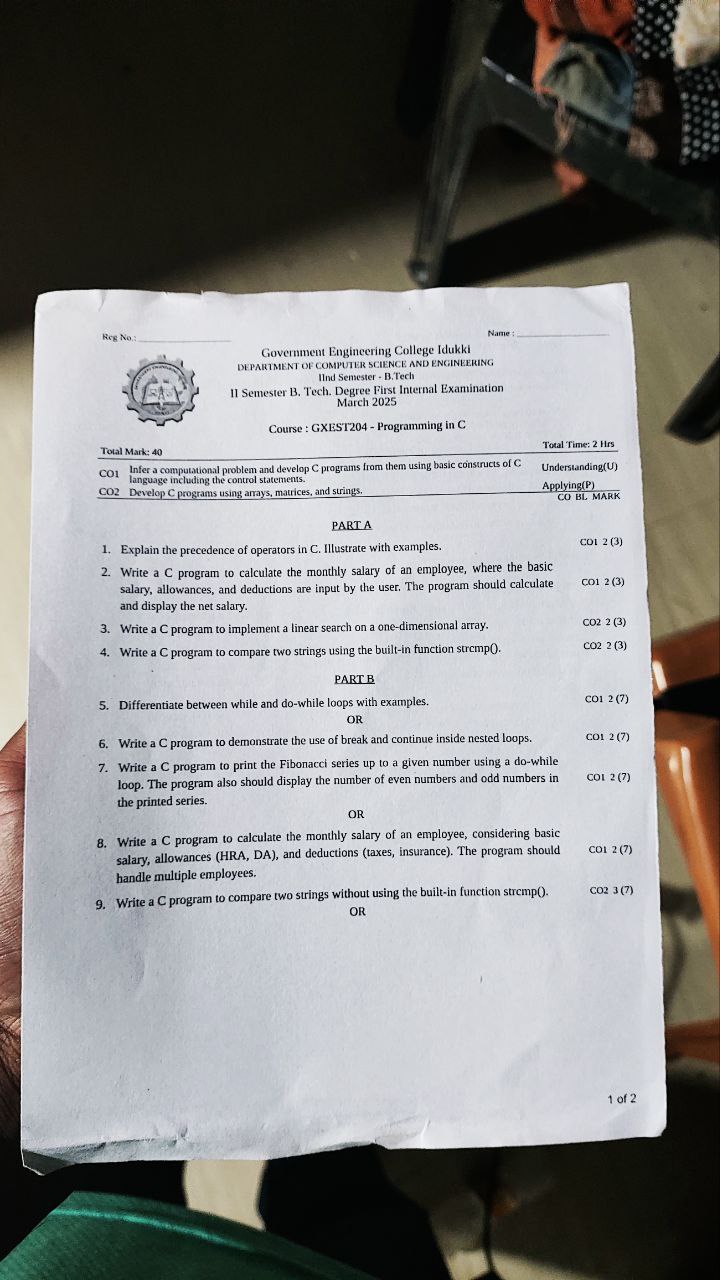 Reg No.:
Name :
Government Engineering College Idukki
DEPARTMENT OF COMPUTER SCIENCE AND ENGINEERING
IInd Semester - B.Tech
II Semester B. Tech. Degree First Internal Examination
March 2025
Course : GXEST204 - Programming in C
Total Mark: 40
Total Time: 2 Hrs
CO1 Infer a computational problem and develop C programs from them using basic constructs of C
language including the control statements.
Understanding(U)
CO2 Develop C programs using arrays, matrices, and strings.
Applying(P)
CO BL MARK
PART A
1. Explain the precedence of operators in C. Illustrate with examples. CO1 2 (3)
2. Write a C program to calculate the monthly salary of an employee, where the basic
salary, allowances, and deductions are input by the user. The program should calculate CO1 2 (3)
and display the net salary.
3. Write a C program to implement a linear search on a one-dimensional array. CO2 2 (3)
4. Write a C program to compare two strings using the built-in function strcmp(). CO2 2 (3)
PART B
5. Differentiate between while and do-while loops with examples. CO1 2 (7)
OR
6. Write a C program to demonstrate the use of break and continue inside nested loops. CO1 2 (7)
7. Write a C program to print the Fibonacci series up to a given number using a do-while
loop. The program also should display the number of even numbers and odd numbers in CO1 2 (7)
the printed series.
OR
8. Write a C program to calculate the monthly salary of an employee, considering basic
salary, allowances (HRA, DA), and deductions (taxes, insurance). The program should CO1 2 (7)
handle multiple employees.
9. Write a C program to compare two strings without using the built-in function strcmp(). CO2 3 (7)
OR
1 of 2